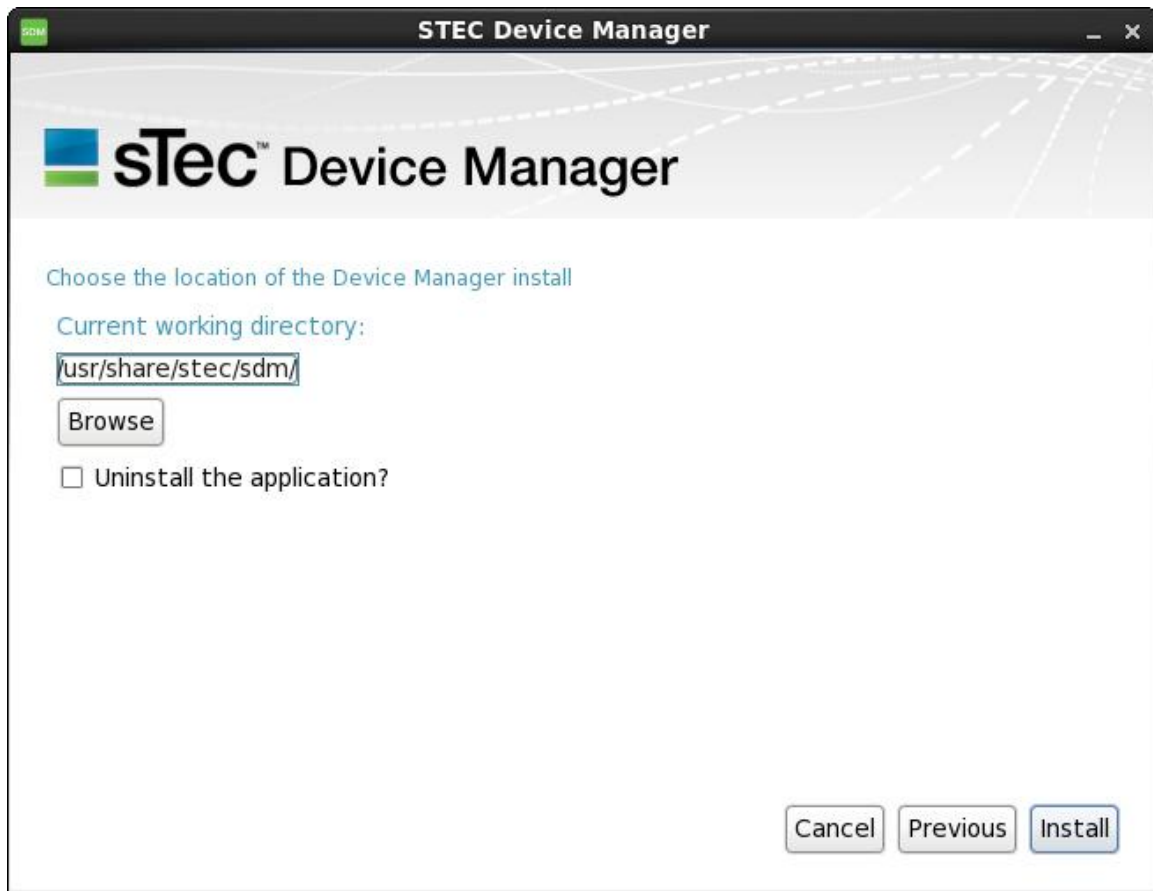 SDM
STEC Device Manager
sTec™ Device Manager
Choose the location of the Device Manager install
Current working directory:
/usr/share/stec/sdm/
Browse
Uninstall the application?
Cancel Previous Install